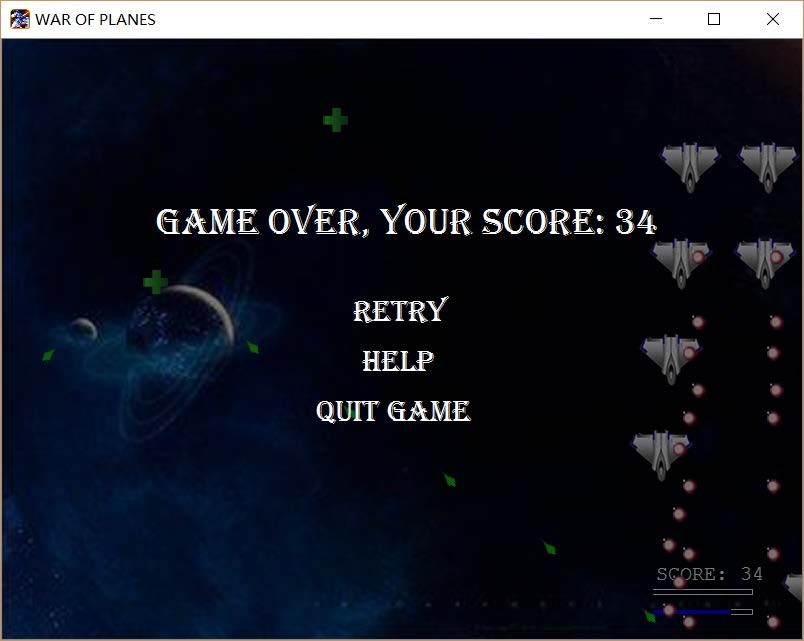 WAR OF PLANES
GAME OVER, YOUR SCORE: 34
RETRY
HELP
QUIT GAME
SCORE: 34